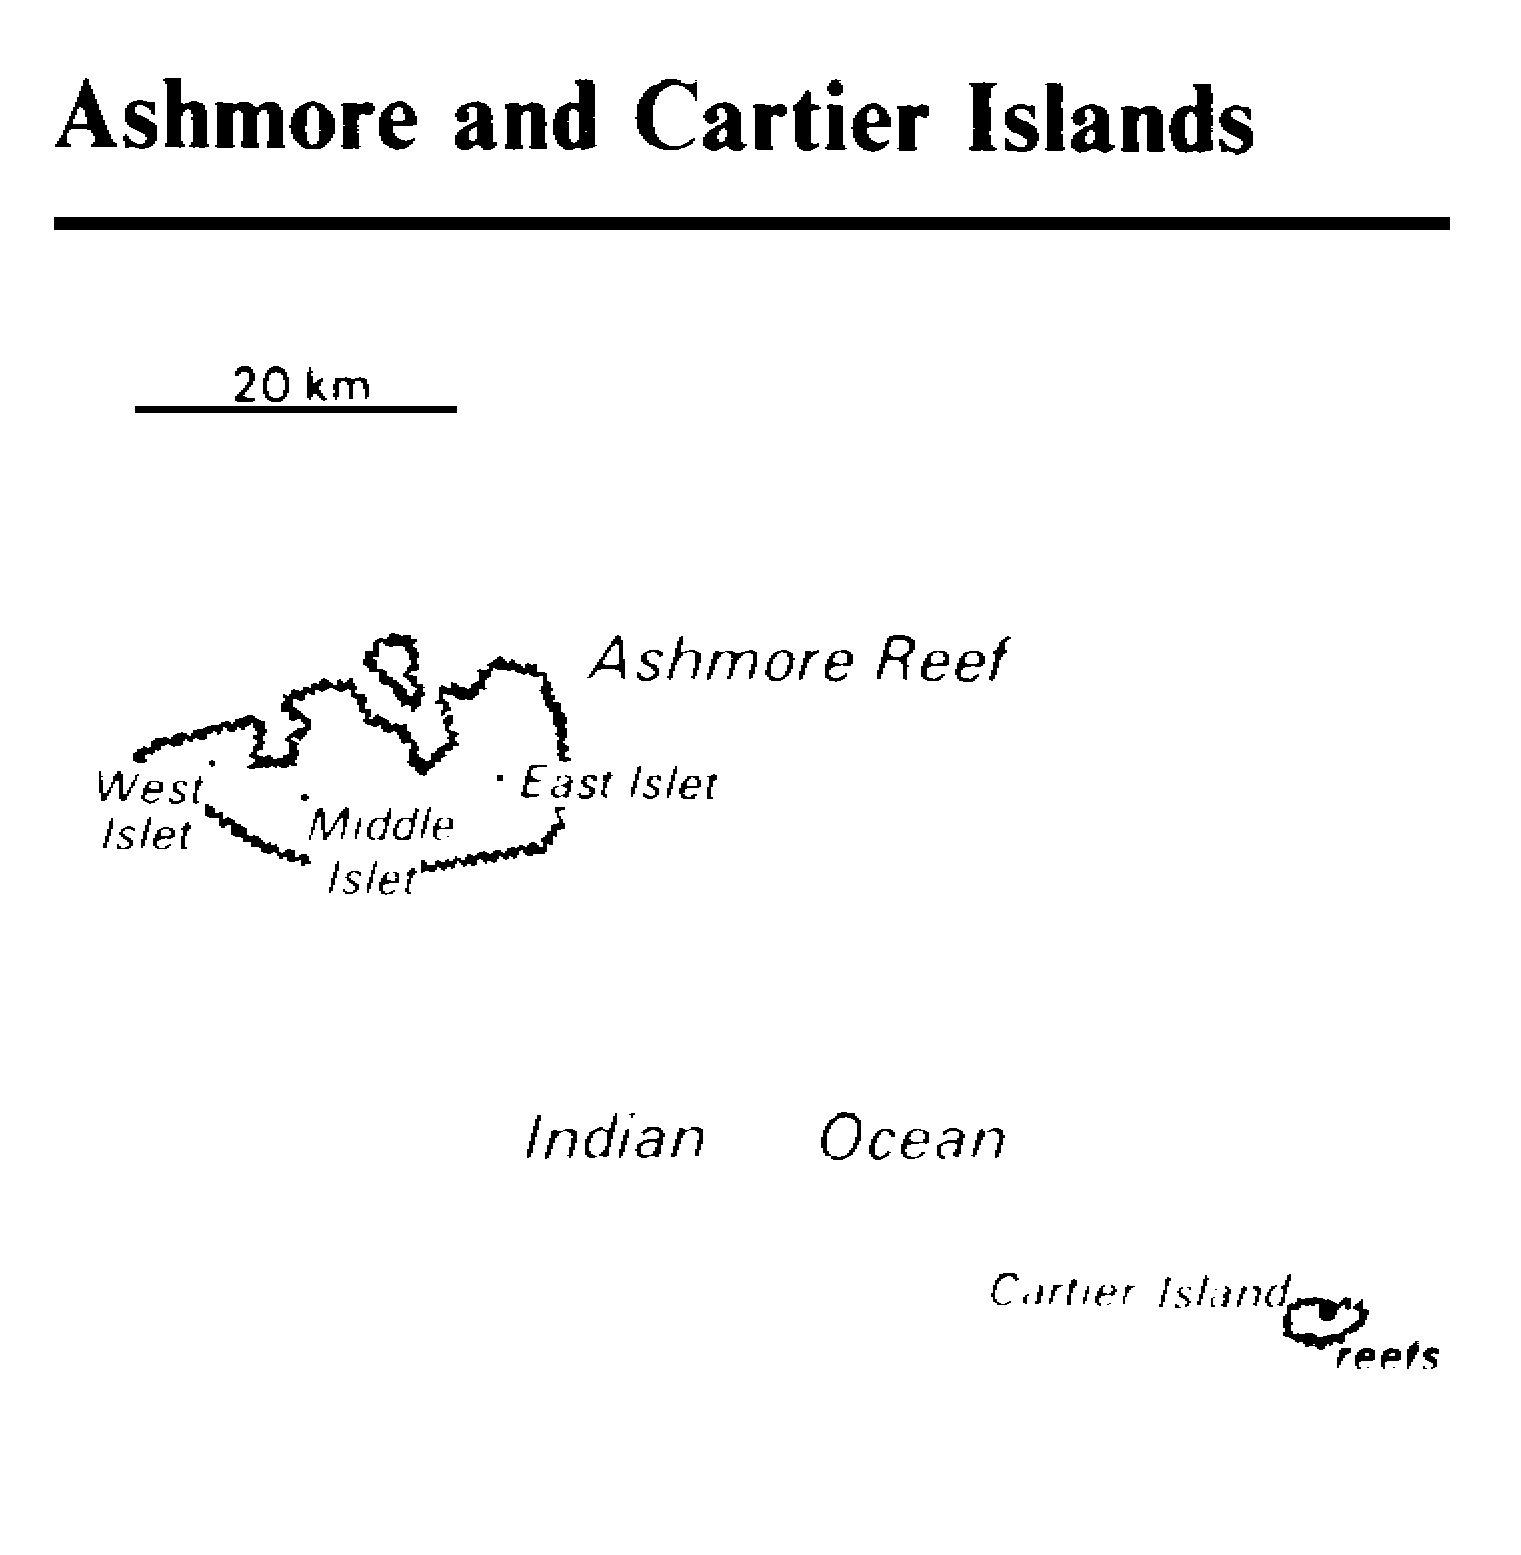 Ashmore and Cartier Islands
20 km
Ashmore Reef
West
Islet
Middle
Islet
East Islet
Indian Ocean
Cartier Island
reefs